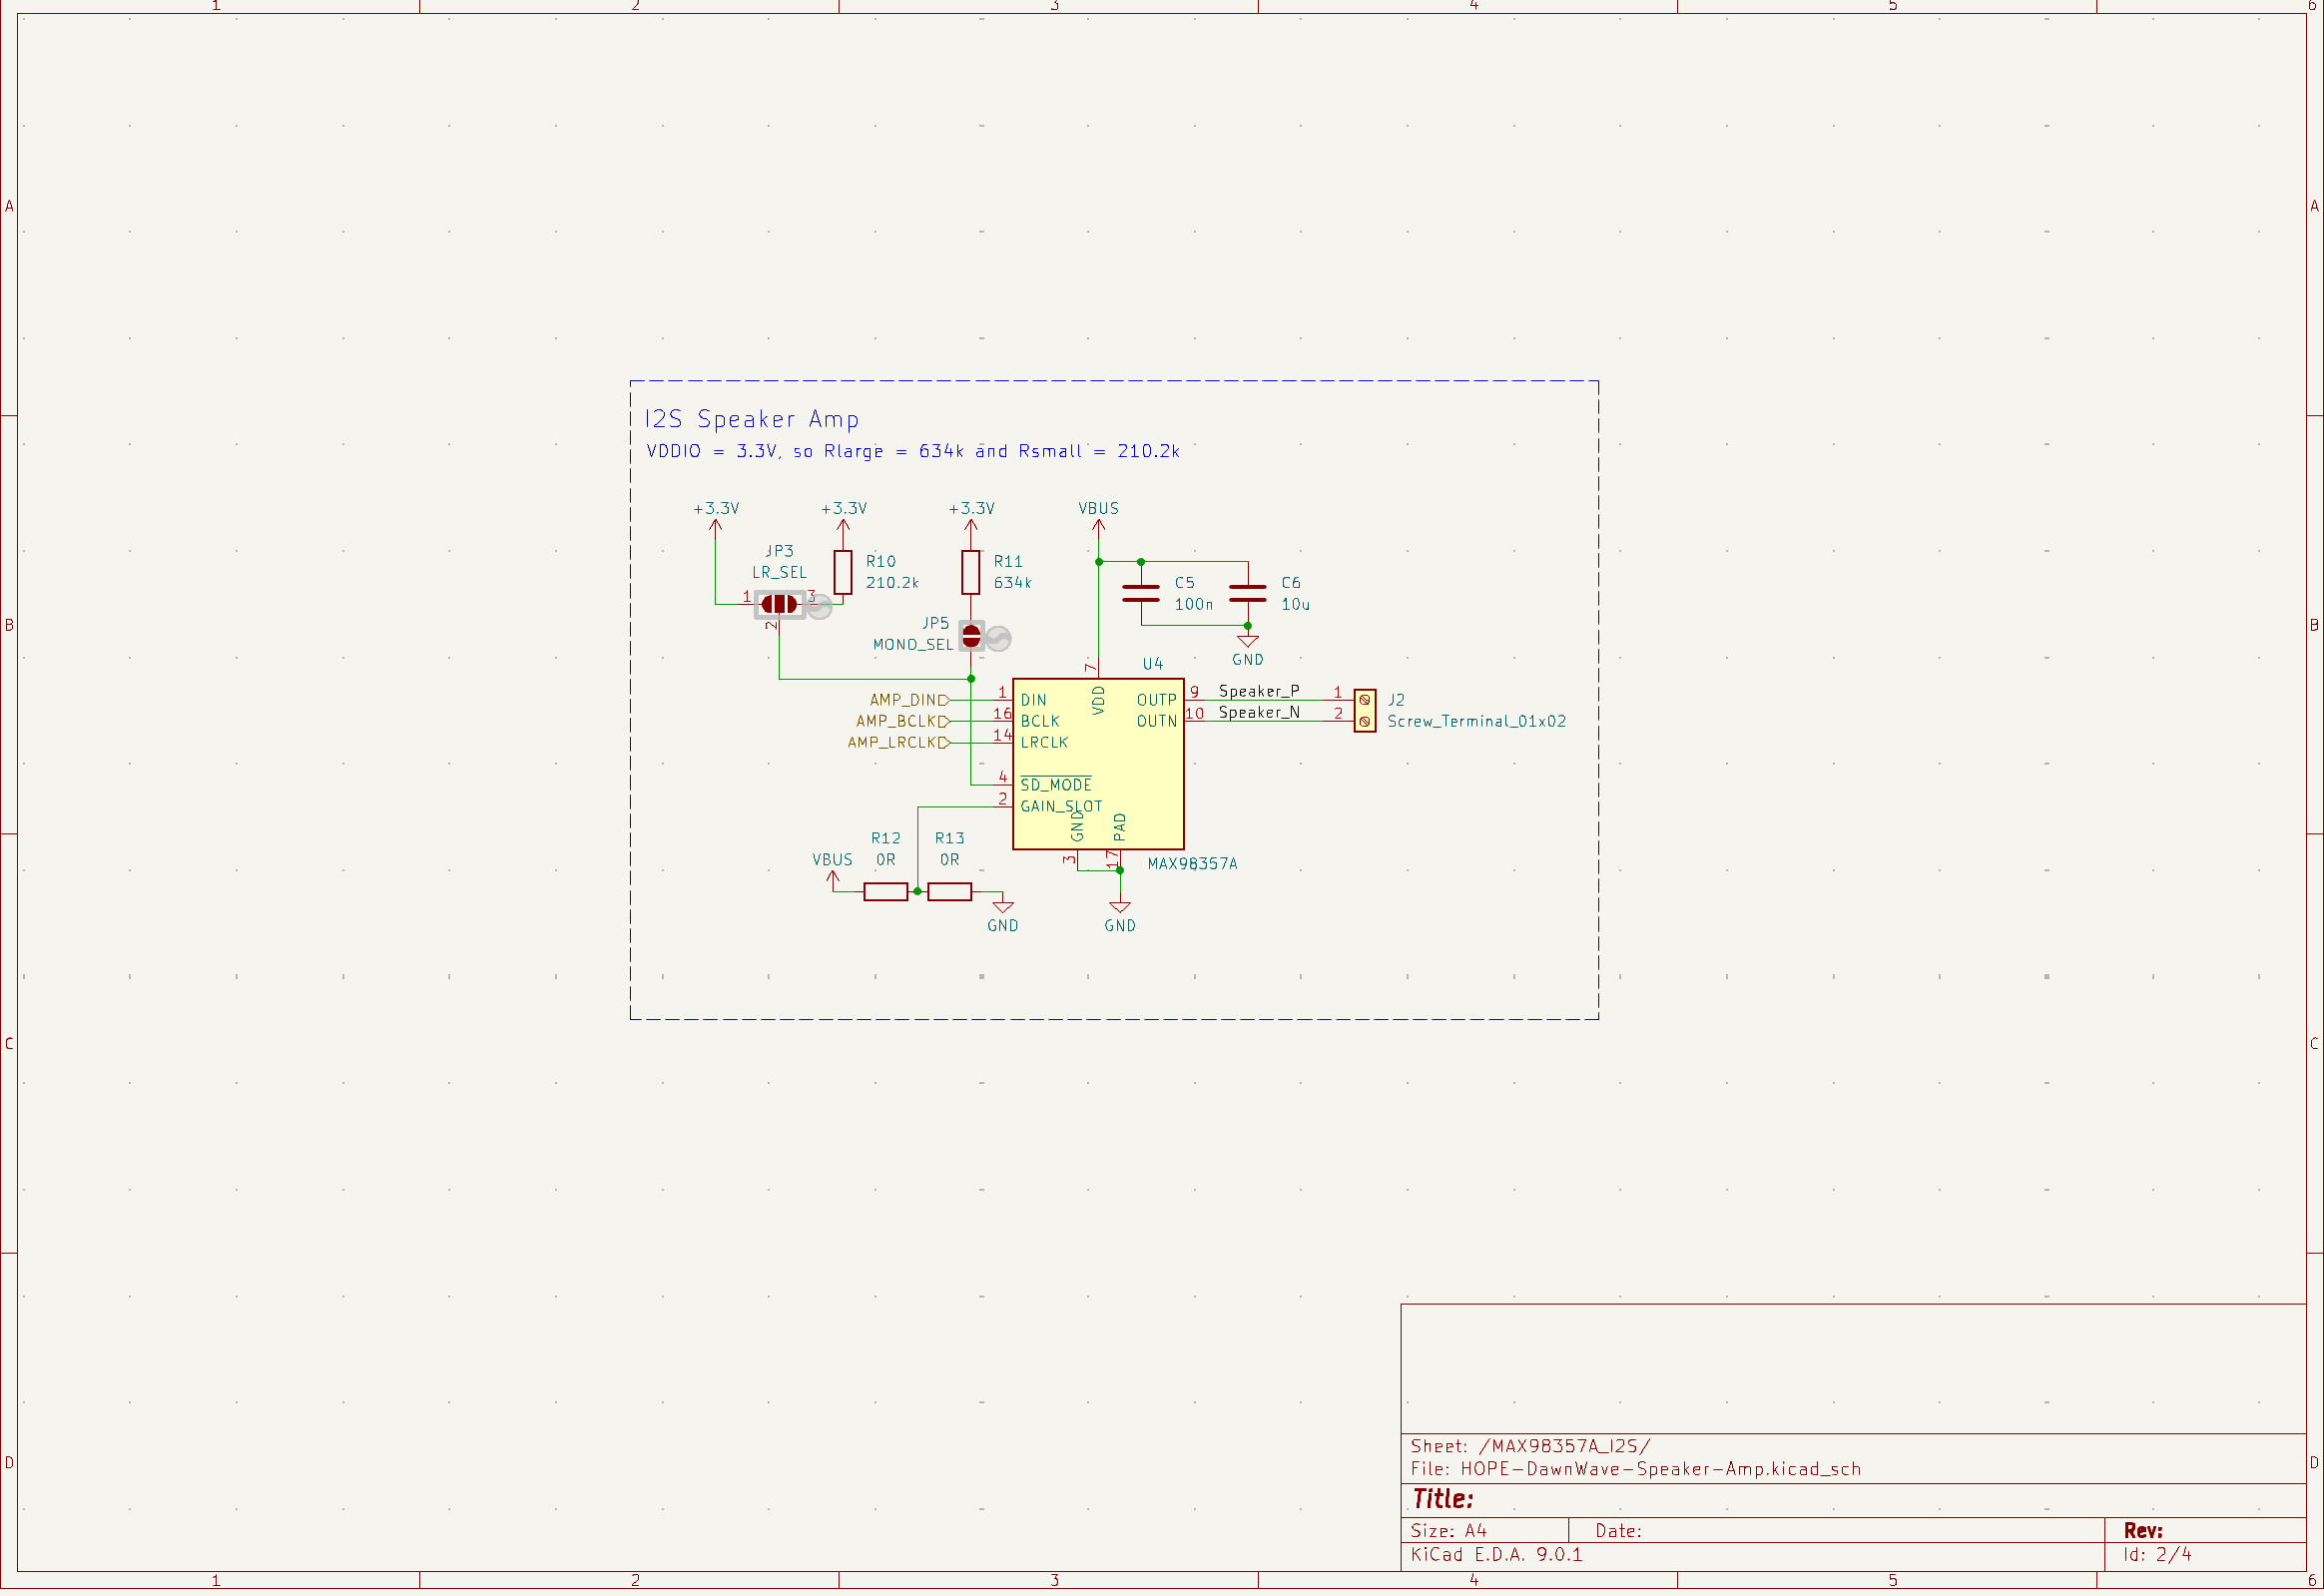 1 2 3 4 5 6
A A
I2S Speaker Amp
VDDIO = 3.3V, so Rlarge = 634k and Rsmall = 210.2k
+3.3V +3.3V +3.3V VBUS
JP3
LR_SEL
1 3
2
R10
210.2k
R11
634k
C5
100n
C6
10u
B B
JP5
MONO_SEL
GND
U4
7
VDD
AMP_DIN 1 DIN
AMP_BCLK 16 BCLK
AMP_LRCLK 14 LRCLK
4 SD_MODE
2 GAIN_SLOT
OUTP 9 Speaker_P 1
OUTN 10 Speaker_N 2
J2
Screw_Terminal_01x02
GND PAD
3 17
MAX98357A
R12 R13
VBUS 0R 0R
GND GND
C C
D D
Sheet: /MAX98357A_I2S/
File: HOPE-DawnWave-Speaker-Amp.kicad_sch
Title:
Size: A4 Date: Rev:
KiCad E.D.A. 9.0.1 Id: 2/4
1 2 3 4 5 6